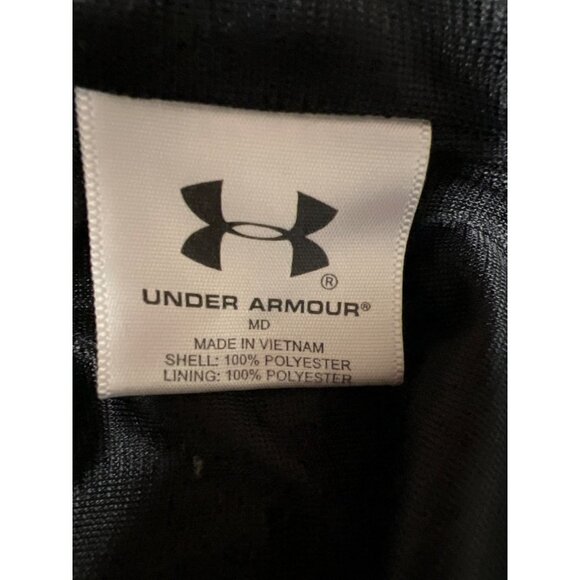 ®
UNDER ARMOUR®
MD
MADE IN VIETNAM
SHELL: 100% POLYESTER
LINING: 100% POLYESTER